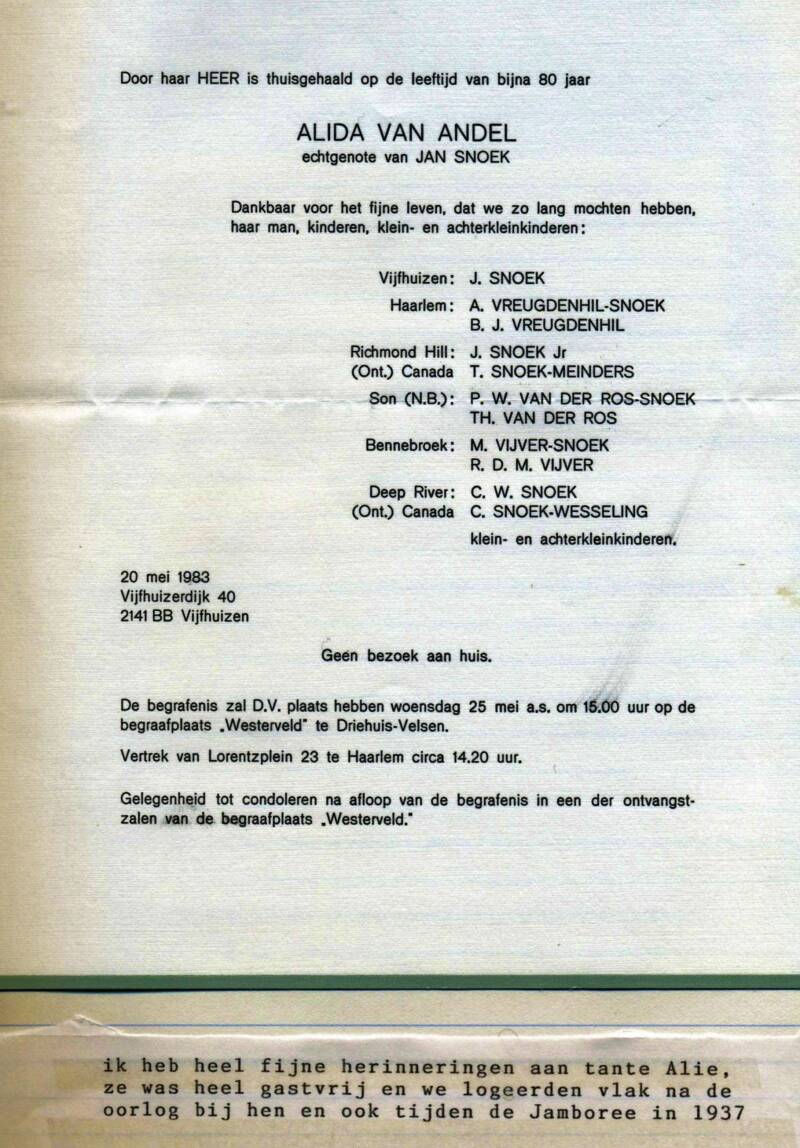 Door haar HEER is thuisgehaald op de leeftijd van bijna 80 jaar
ALIDA VAN ANDEL
echtgenote van JAN SNOEK
Dankbaar voor het fijne leven, dat we zo lang mochten hebben,
haar man, kinderen, klein- en achterkleinkinderen:
Vijfhuizen: J. SNOEK
Haarlem: A. VREUGDENHIL-SNOEK
B. J. VREUGDENHIL
Richmond Hill: J. SNOEK Jr
(Ont.) Canada T. SNOEK-MEINDERS
Son (N.B.): P. W. VAN DER ROS-SNOEK
TH. VAN DER ROS
Bennebroek: M. VIJVER-SNOEK
R. D. M. VIJVER
Deep River: C. W. SNOEK
(Ont.) Canada C. SNOEK-WESSELING
klein- en achterkleinkinderen.
20 mei 1983
Vijfhuizerdijk 40
2141 BB Vijfhuizen
Geen bezoek aan huis.
De begrafenis zal D.V. plaats hebben woensdag 25 mei a.s. om 15.00 uur op de
begraafplaats „Westerveld" te Driehuis-Velsen.
Vertrek van Lorentzplein 23 te Haarlem circa 14.20 uur.
Gelegenheid tot condoleren na afloop van de begrafenis in een der ontvangst-
zalen van de begraafplaats „Westerveld."
ik heb heel fijne herinneringen aan tante Alie,
ze was heel gastvrij en we logeerden vlak na de
oorlog bij hen en ook tijden de Jamboree in 1937